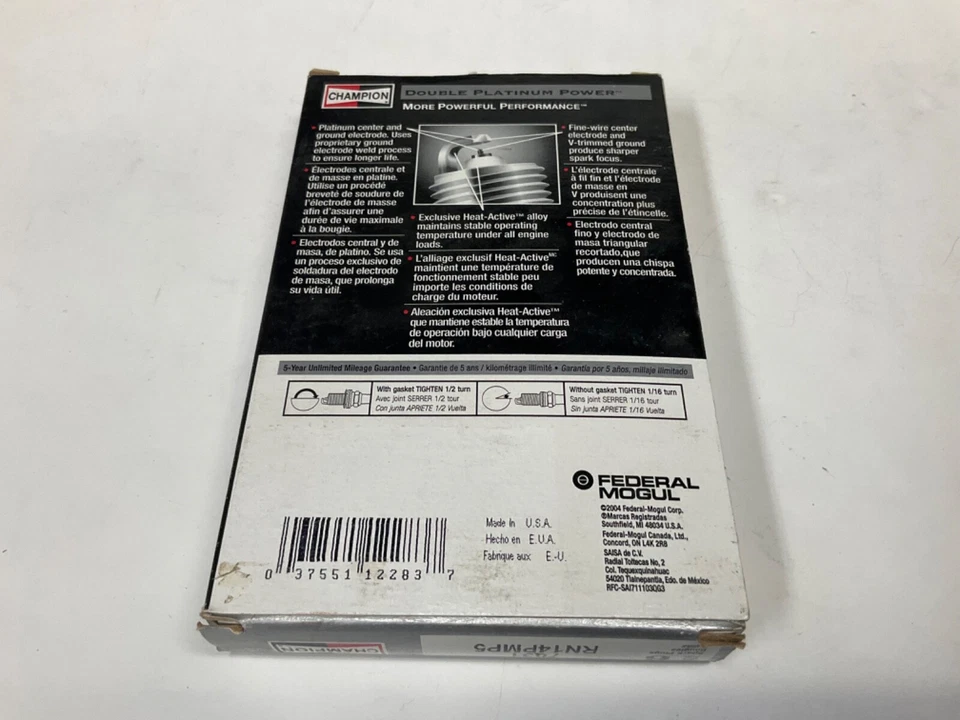 CHAMPION
DOUBLE PLATINUM POWER™
MORE POWERFUL PERFORMANCE™
• Platinum center and
ground electrode. Uses
proprietary ground
electrode weld process
to ensure longer life.
• Électrodes centrale et
de masse en platine.
Utilise un procédé
breveté de soudure de
l'électrode de masse
afin d'assurer une
durée de vie maximale
à la bougie.
• Electrodos central y de
masa, de platino. Se usa
un proceso exclusivo de
soldadura del electrodo
de masa, que prolonga
su vida útil.
• Exclusive Heat-Active™ alloy
maintains stable operating
temperature under all engine
loads.
• L'alliage exclusif Heat-Active MC
maintient une température de
fonctionnement stable peu
importe les conditions de
charge du moteur.
• Aleación exclusiva Heat-Active™
que mantiene estable la temperatura
de operación bajo cualquier carga
del motor.
• Fine-wire center
electrode and
V-trimmed ground
produce sharper
spark focus.
• L'électrode centrale
à fil fin et l'électrode
de masse en
V produisent une
concentration plus
précise de l'étincelle.
• Electrodo central
fino y electrodo de
masa triangular
recortado,que
producen una chispa
potente y concentrada.
5-Year Unlimited Mileage Guarantee • Garantie de 5 ans / kilométrage illimité • Garantía por 5 años, millaje ilimitado
With gasket TIGHTEN 1/2 turn
Avec joint SERRER 1/2 tour
Con junta APRIETE 1/2 Vuelta
Without gasket TIGHTEN 1/16 turn
Sans joint SERRER 1/16 tour
Sin junta APRIETE 1/16 Vuelta
FEDERAL
MOGUL
©2004 Federal-Mogul Corp.
®Marcas Registradas
Southfield, MI 48034 U.S.A.
Federal-Mogul Canada, Ltd.,
Concord, ON L4K 2R8
SAISA de C.V.
Radial Toltecas No, 2
Col. Tequexquinahuac
54020 Tlalnepantla, Edo. de México
RFC-SAI711103QG3
Made In U.S.A.
Hecho en E.U.A.
Fabrique aux E.-U.
0 37551 12283 7
CHAMPION
RN14PMP5